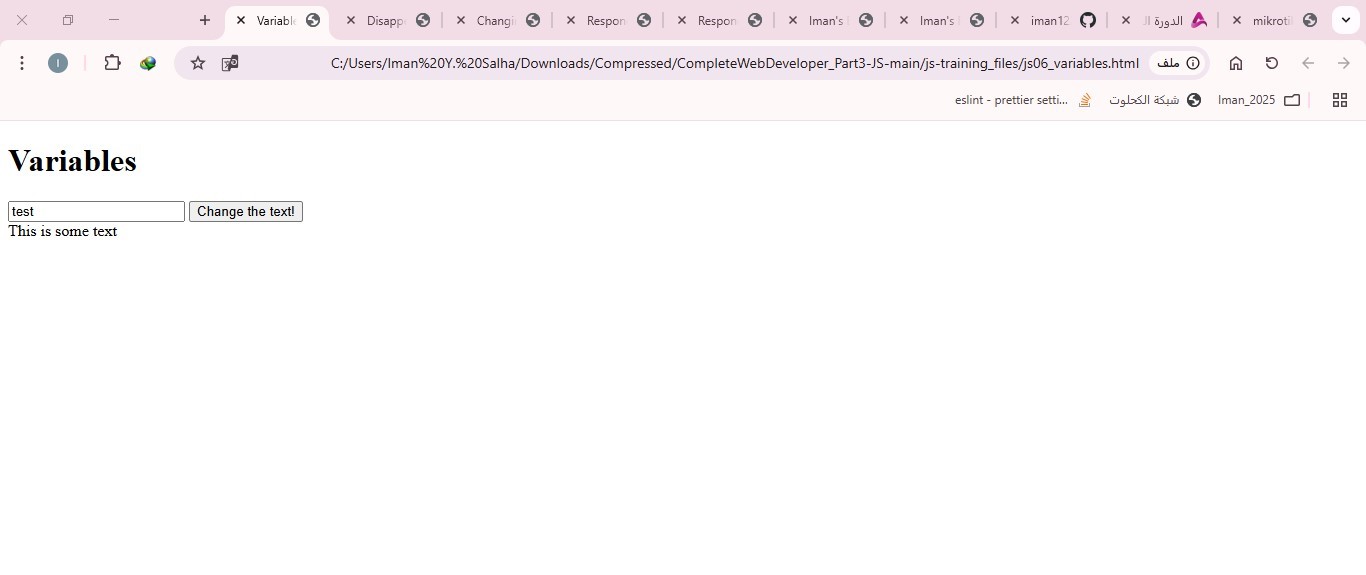 Variable
Disapp
Changi
Respon
Respon
Iman's
Iman's
iman12
الدورة ال
mikroti
I
C:/Users/Iman%20Y.%20Salha/Downloads/Compressed/CompleteWebDeveloper_Part3-JS-main/js-training_files/js06_variables.html
ملف
eslint - prettier setti...
شبكة الكحلوت
Iman_2025
Variables
test Change the text!
This is some text